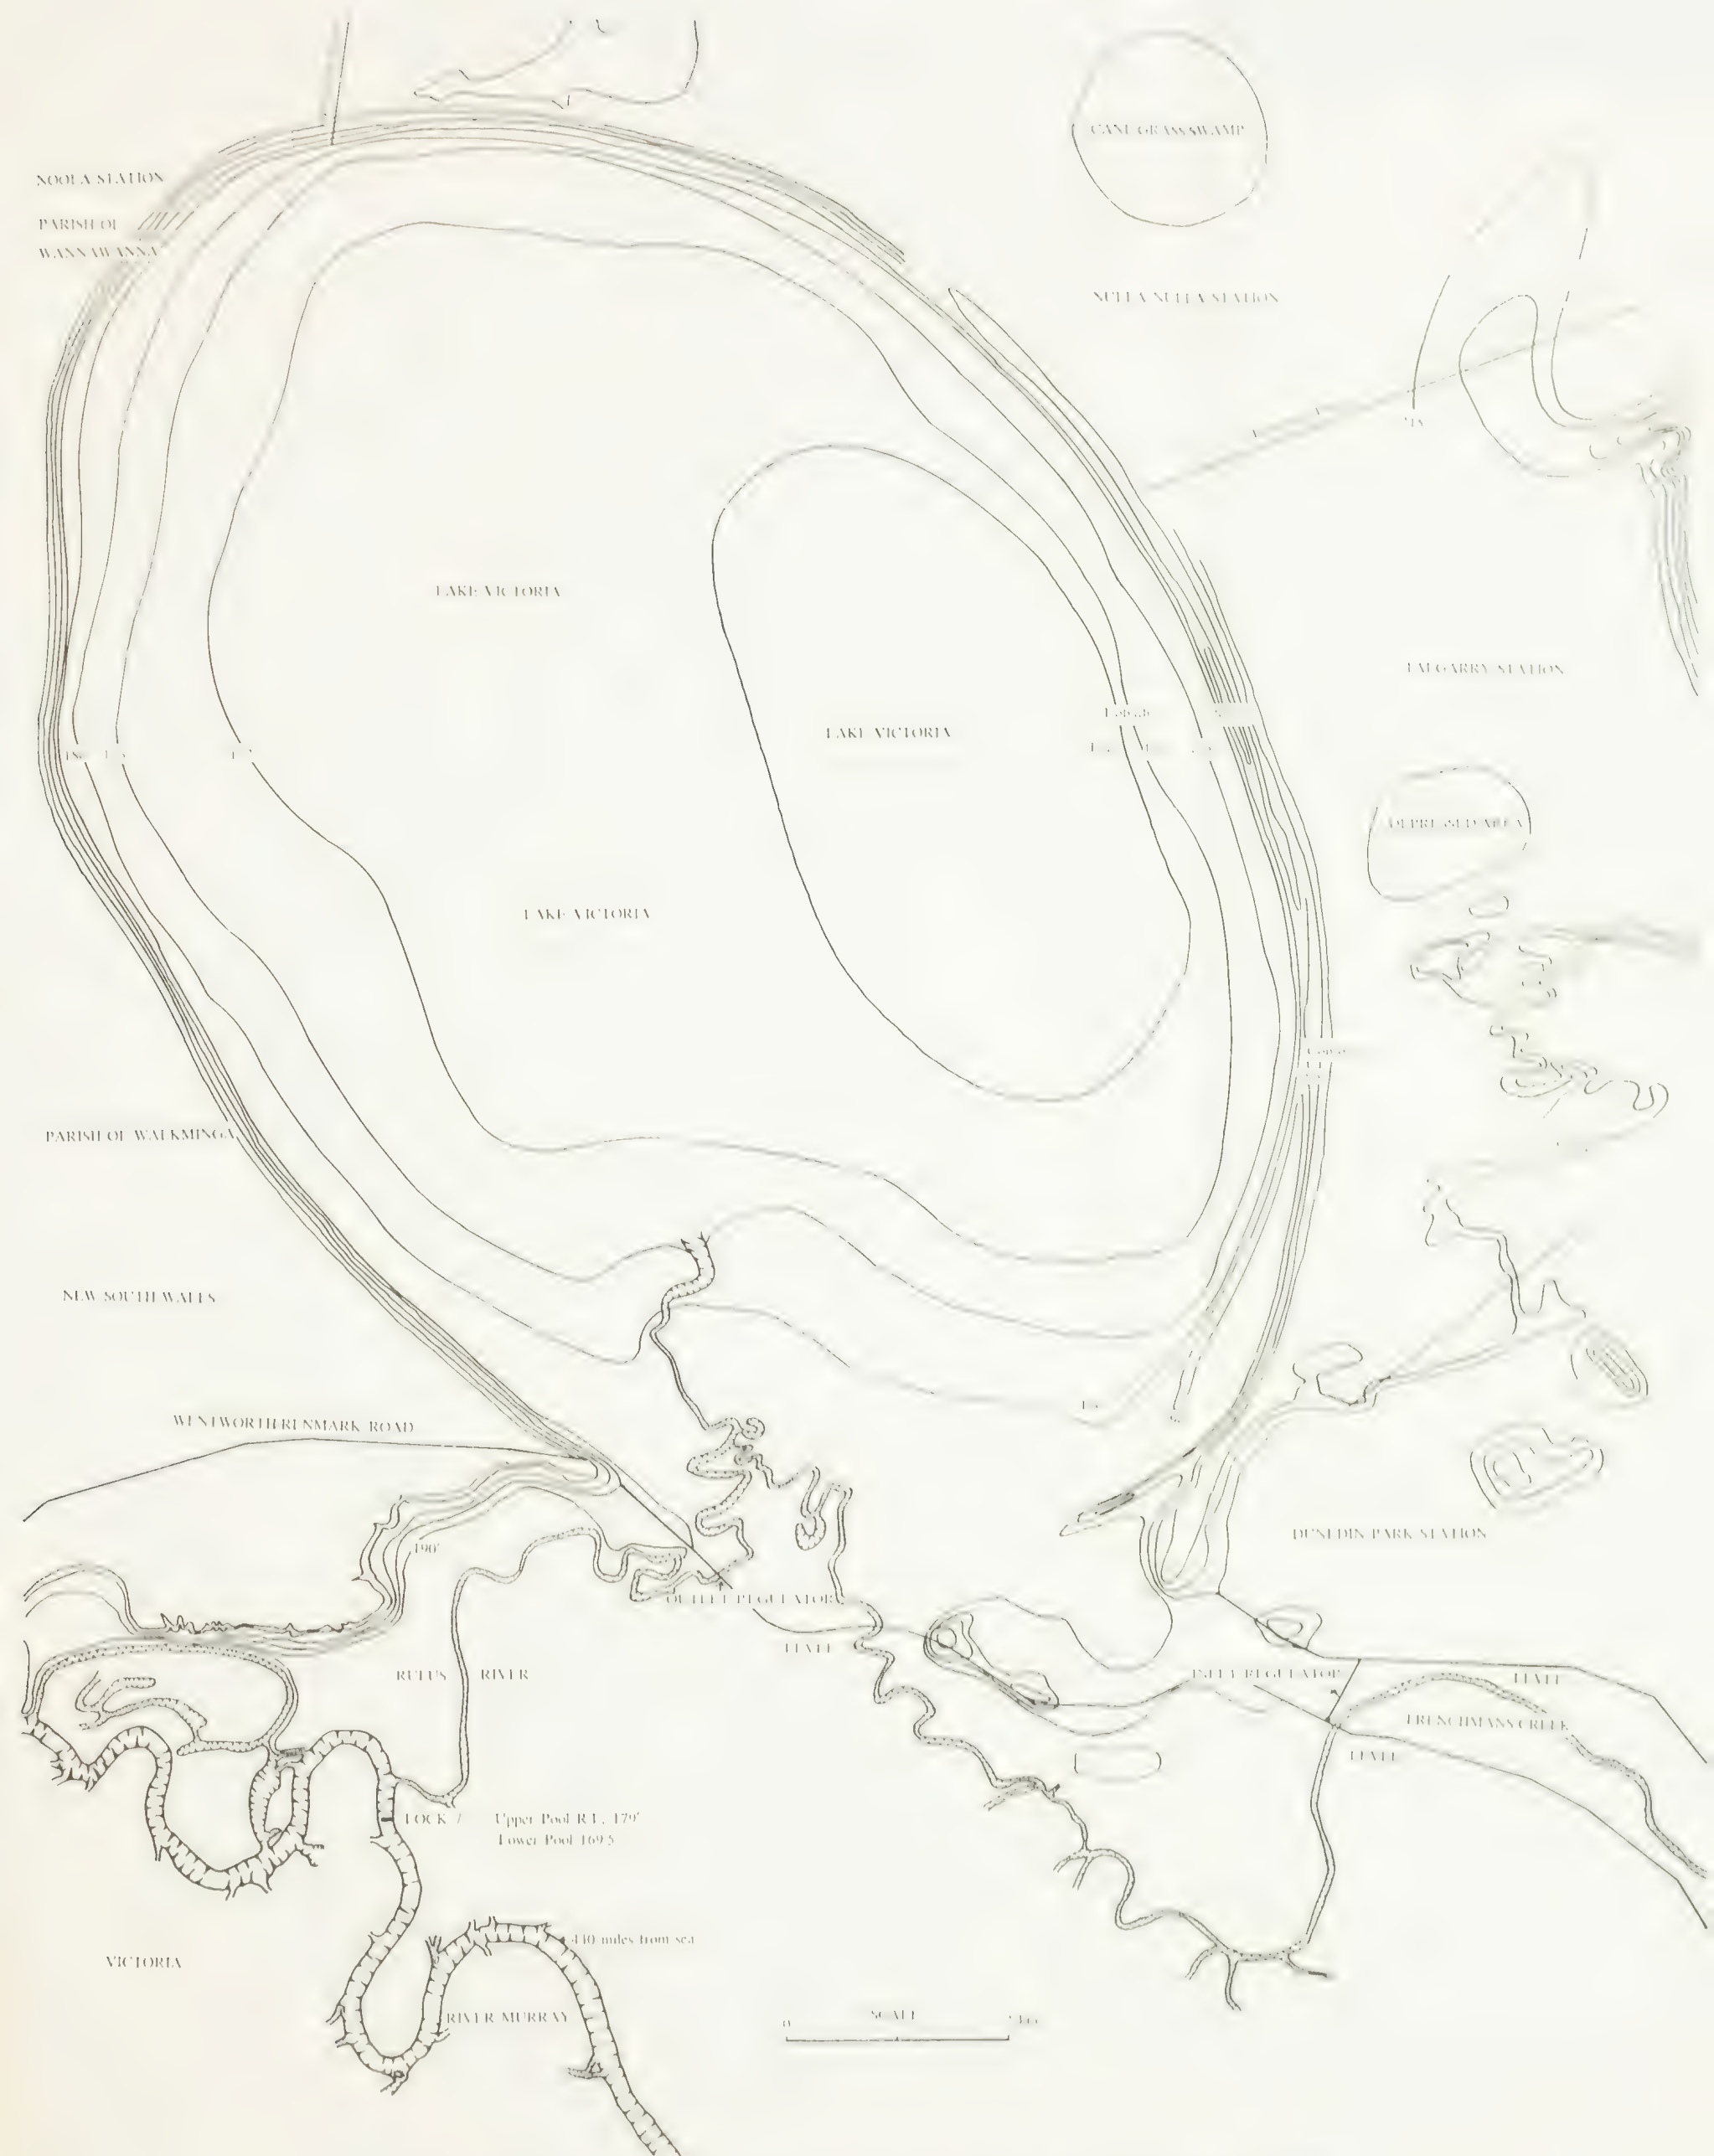 CANE GRASS SWAMP
NOOLA STATION
PARISH OF
WANNAWANNA
NULLA NULLA STATION
LAKE VICTORIA
TALGARRY STATION
LAKE VICTORIA
DEPRESSED AREA
LAKE VICTORIA
PARISH OF WALKMINGA
NEW SOUTH WALES
WENTWORTH RENMARK ROAD
DUNEDIN PARK STATION
190'
OUTLET REGULATOR
LEVEE
RUFUS RIVER
INLET REGULATOR
LEVEE
FRENCHMANS CREEK
LEVEE
LOCK 7 Upper Pool R.L. 179'
Lower Pool 169.5
440 miles from sea
VICTORIA
RIVER MURRAY
SCALE
0